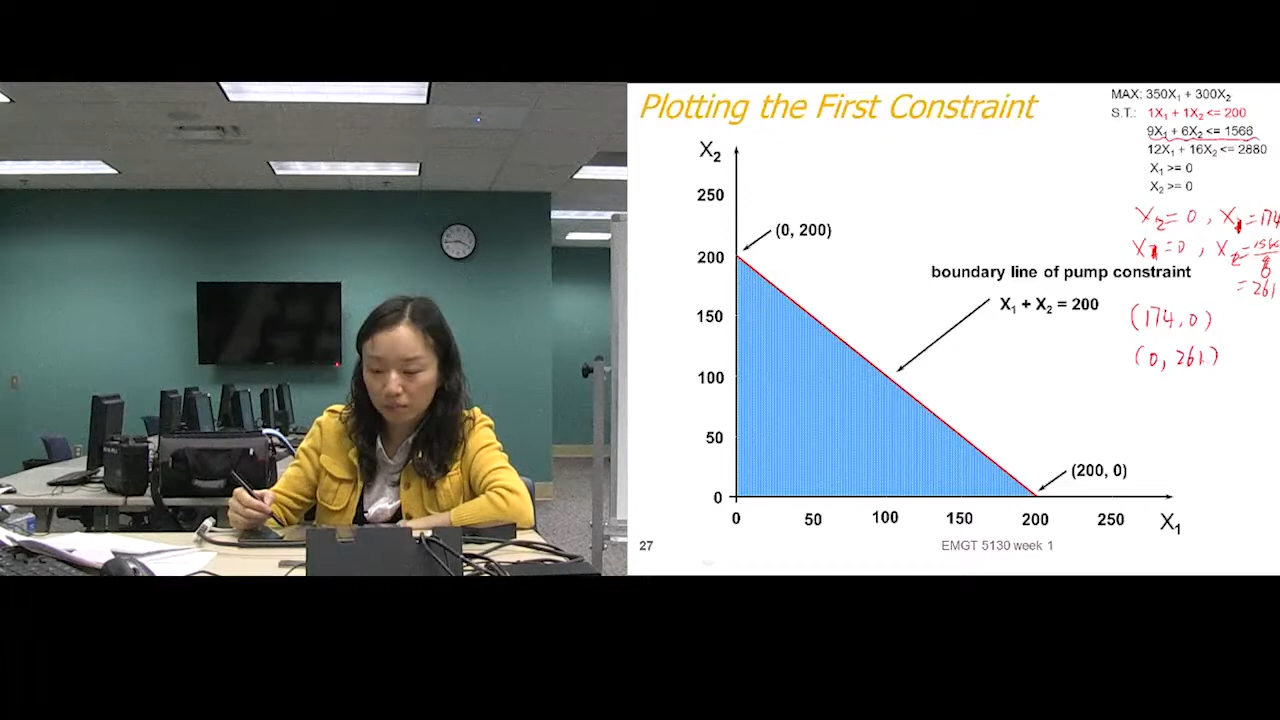 Plotting the First Constraint
MAX: 350X₁ + 300X₂
S.T.: 1X₁ + 1X₂ <= 200
9X₁ + 6X₂ <= 1566
12X₁ + 16X₂ <= 2880
X₁ >= 0
X₂ >= 0
X₂ = 0, X₁ = 174
X₁ = 0, X₂ = 1566
6
= 261
(174, 0)
(0, 261)
X₂
250
200
150
100
50
0
(0, 200)
boundary line of pump constraint
X₁ + X₂ = 200
(200, 0)
0 50 100 150 200 250
X₁
27
EMGT 5130 week 1